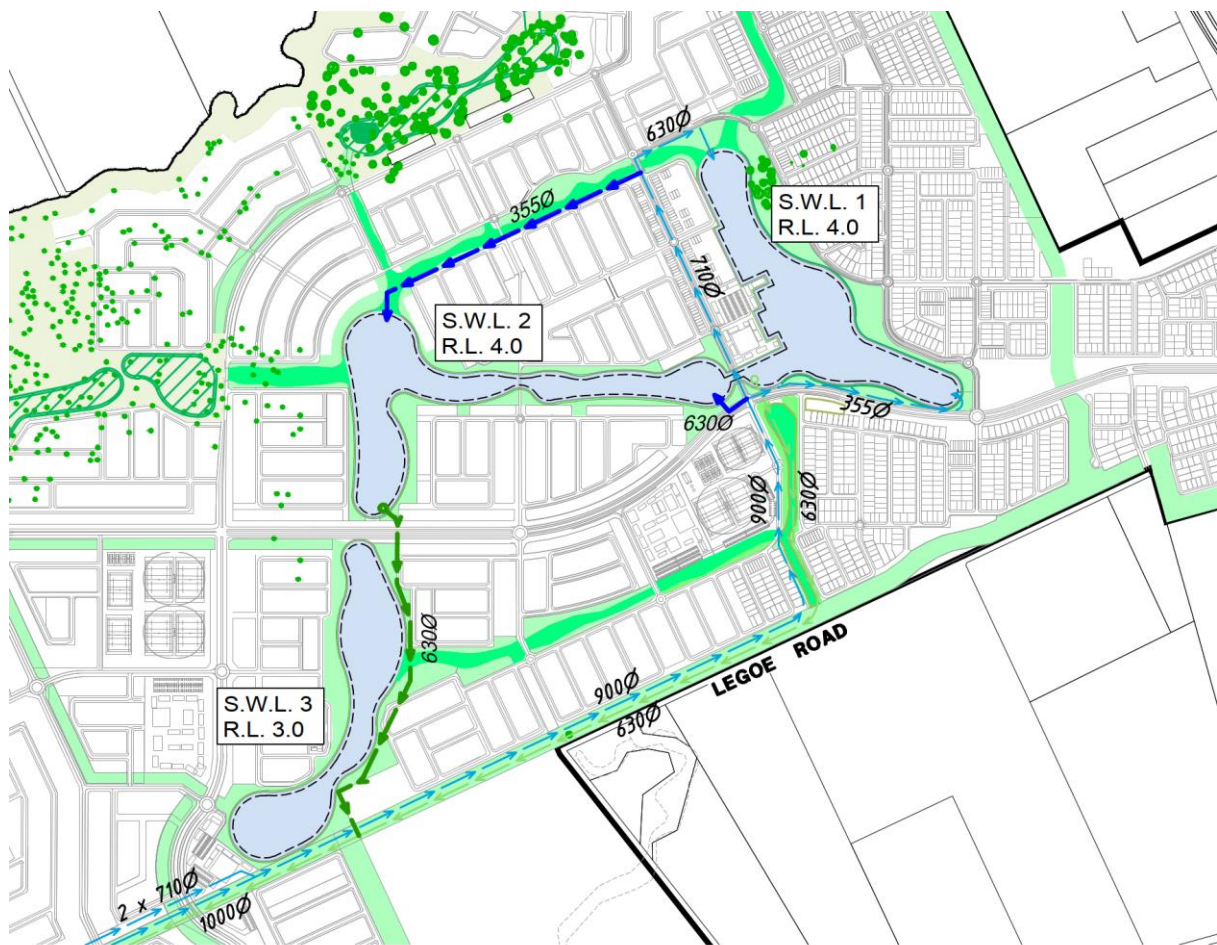 630Ø
S.W.L. 1
R.L. 4.0
355Ø
710Ø
S.W.L. 2
R.L. 4.0
355Ø
630Ø
900Ø
630Ø
630Ø
LEGOE ROAD
900Ø
630Ø
S.W.L. 3
R.L. 3.0
2 x 710Ø
1000Ø